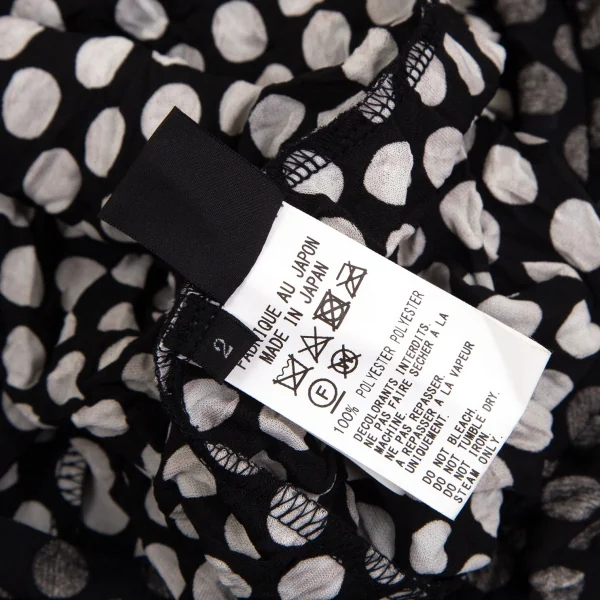 2
FABRIQUE AU JAPON
MADE IN JAPAN
F
100% POLYESTER POLYESTER
DECOLORANTS INTERDITS.
NE PAS FAIRE SECHER A LA
MACHINE
NE PAS REPASSER.
A REPASSER A LA VAPEUR
UNIQUEMENT.
DO NOT BLEACH.
DO NOT TUMBLE DRY.
DO NOT IRON.
STEAM ONLY.